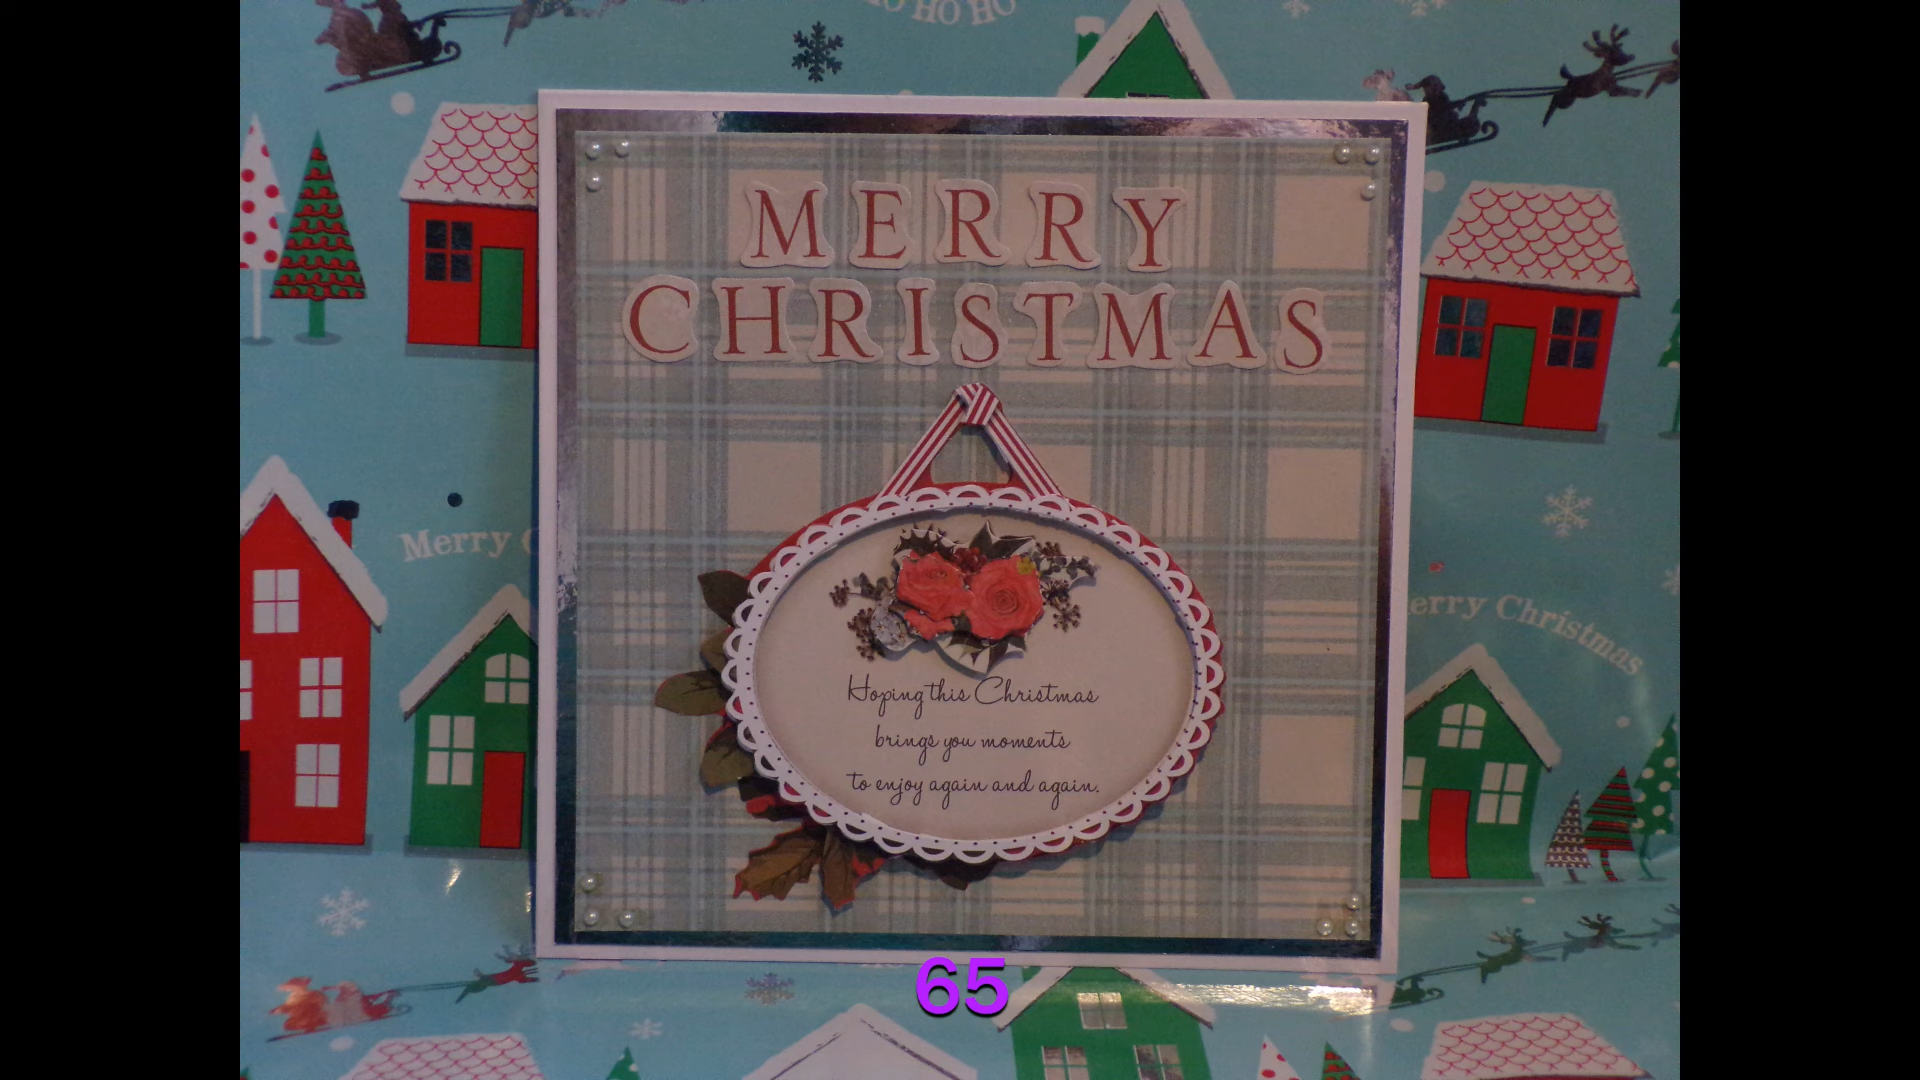 HO HO HO
MERRY
CHRISTMAS
Merry
Merry Christmas
Hoping this Christmas
brings you moments
to enjoy again and again.
65